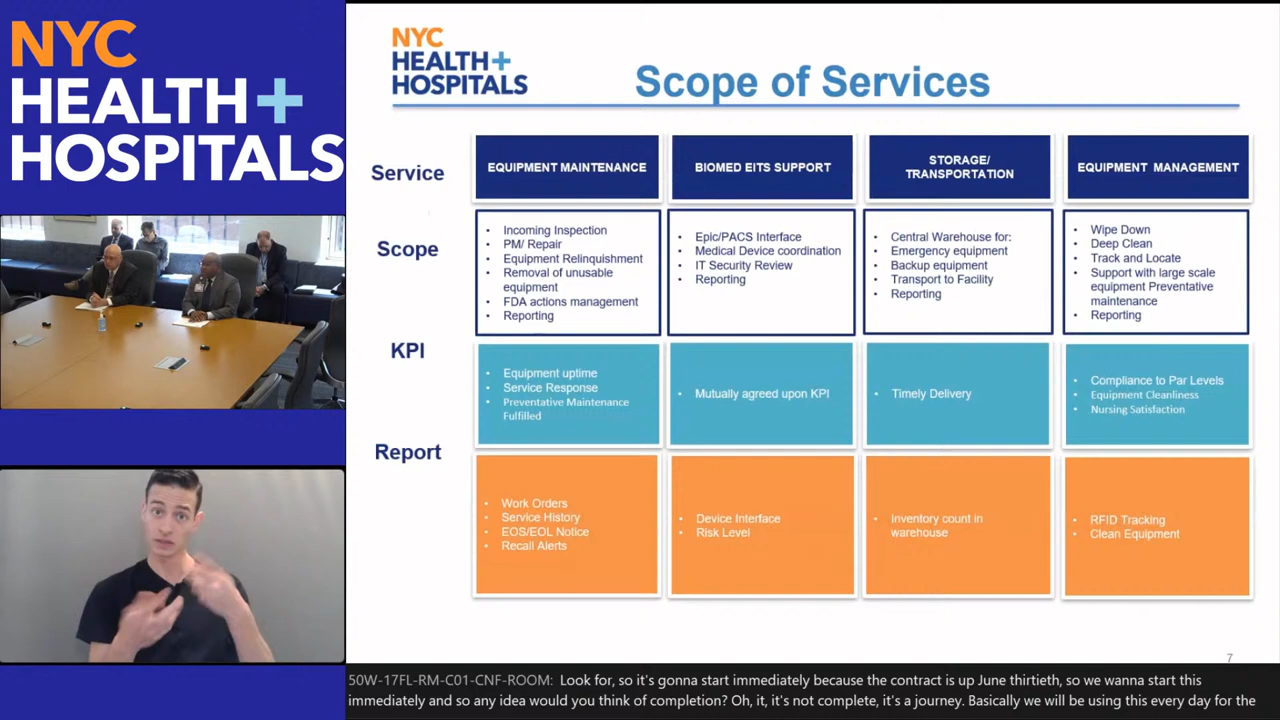 NYC
HEALTH+
HOSPITALS
NYC
HEALTH+
HOSPITALS
Scope of Services
Service
EQUIPMENT MAINTENANCE
BIOMED EITS SUPPORT
STORAGE/
TRANSPORTATION
EQUIPMENT MANAGEMENT
Scope
• Incoming Inspection
• PM/ Repair
• Equipment Relinquishment
• Removal of unusable
equipment
• FDA actions management
• Reporting
• Epic/PACS Interface
• Medical Device coordination
• IT Security Review
• Reporting
• Central Warehouse for:
• Emergency equipment
• Backup equipment
• Transport to Facility
• Reporting
• Wipe Down
• Deep Clean
• Track and Locate
• Support with large scale
equipment Preventative
maintenance
• Reporting
KPI
• Equipment uptime
• Service Response
• Preventative Maintenance
Fulfilled
• Mutually agreed upon KPI
• Timely Delivery
• Compliance to Par Levels
• Equipment Cleanliness
• Nursing Satisfaction
Report
• Work Orders
• Service History
• EOS/EOL Notice
• Recall Alerts
• Device Interface
• Risk Level
• Inventory count in
warehouse
• RFID Tracking
• Clean Equipment
7
50W-17FL-RM-C01-CNF-ROOM: Look for, so it's gonna start immediately because the contract is up June thirtieth, so we wanna start this
immediately and so any idea would you think of completion? Oh, it, it's not complete, it's a journey. Basically we will be using this every day for the